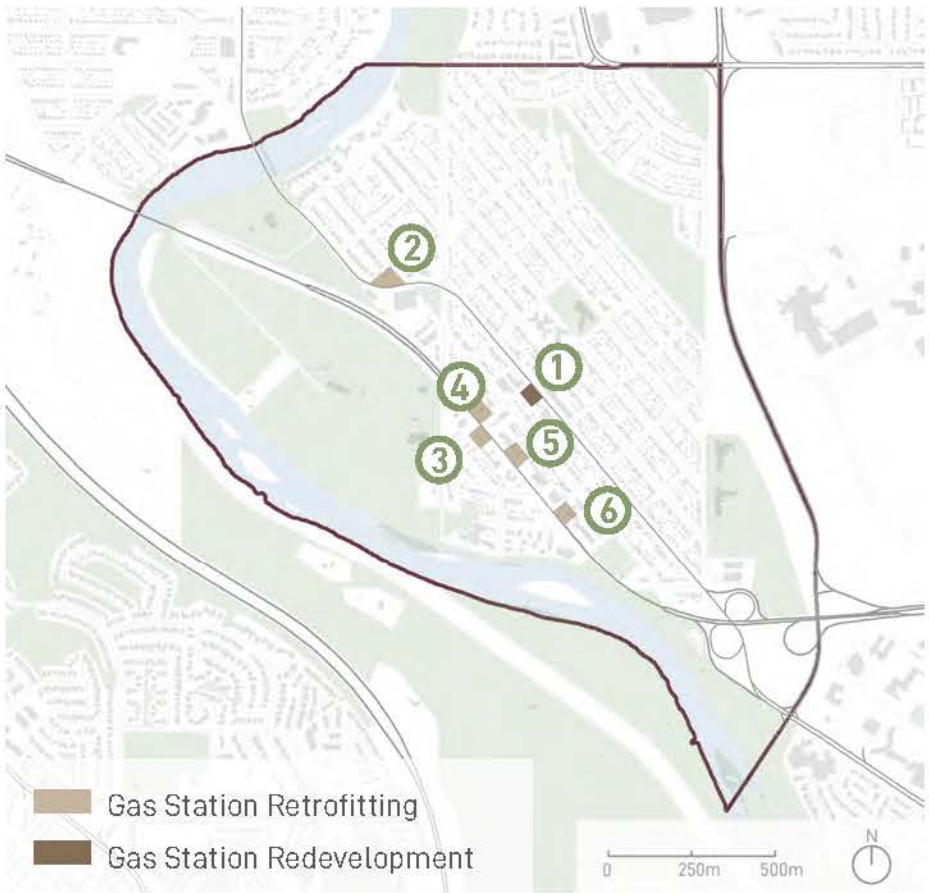 2
1
4
5
3
6
Gas Station Retrofitting
Gas Station Redevelopment
0 250m 500m
N